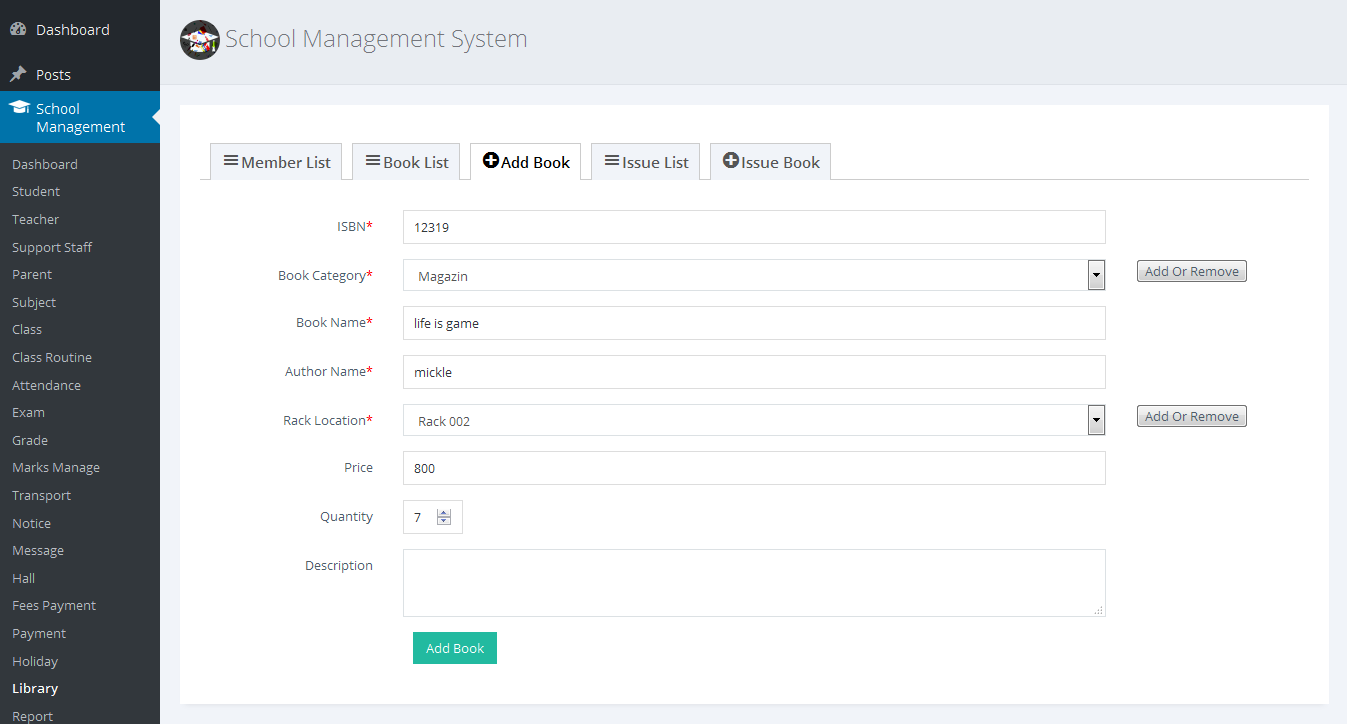 Dashboard
Posts
School
Management
Dashboard
Student
Teacher
Support Staff
Parent
Subject
Class
Class Routine
Attendance
Exam
Grade
Marks Manage
Transport
Notice
Message
Hall
Fees Payment
Payment
Holiday
Library
Report
School Management System
Member List Book List Add Book Issue List Issue Book
ISBN* 12319
Book Category* Magazin Add Or Remove
Book Name* life is game
Author Name* mickle
Rack Location* Rack 002 Add Or Remove
Price 800
Quantity 7
Description
Add Book